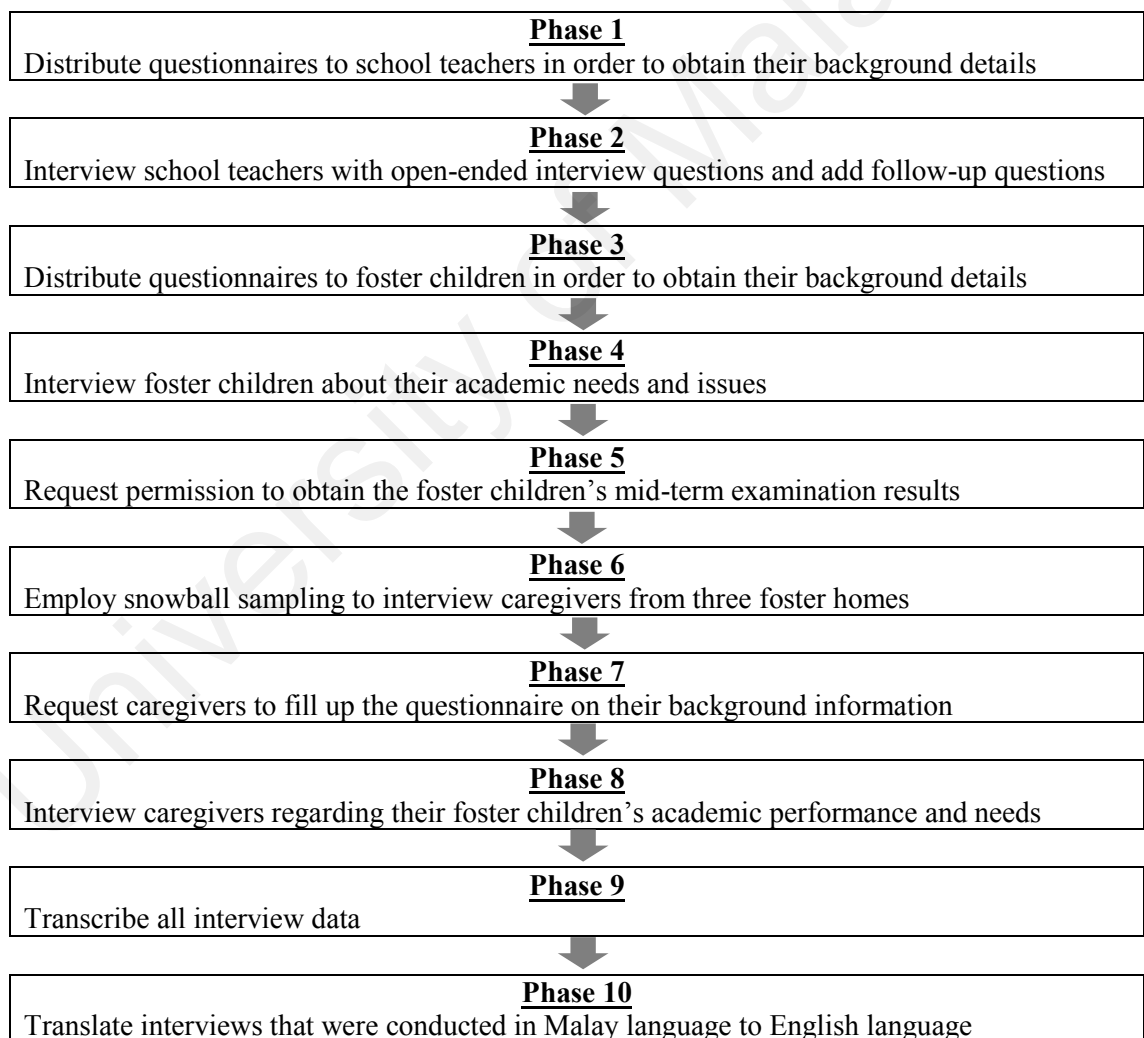 Phase 1
Distribute questionnaires to school teachers in order to obtain their background details
Phase 2
Interview school teachers with open-ended interview questions and add follow-up questions
Phase 3
Distribute questionnaires to foster children in order to obtain their background details
Phase 4
Interview foster children about their academic needs and issues
Phase 5
Request permission to obtain the foster children's mid-term examination results
Phase 6
Employ snowball sampling to interview caregivers from three foster homes
Phase 7
Request caregivers to fill up the questionnaire on their background information
Phase 8
Interview caregivers regarding their foster children's academic performance and needs
Phase 9
Transcribe all interview data
Phase 10
Translate interviews that were conducted in Malay language to English language
University of Mala